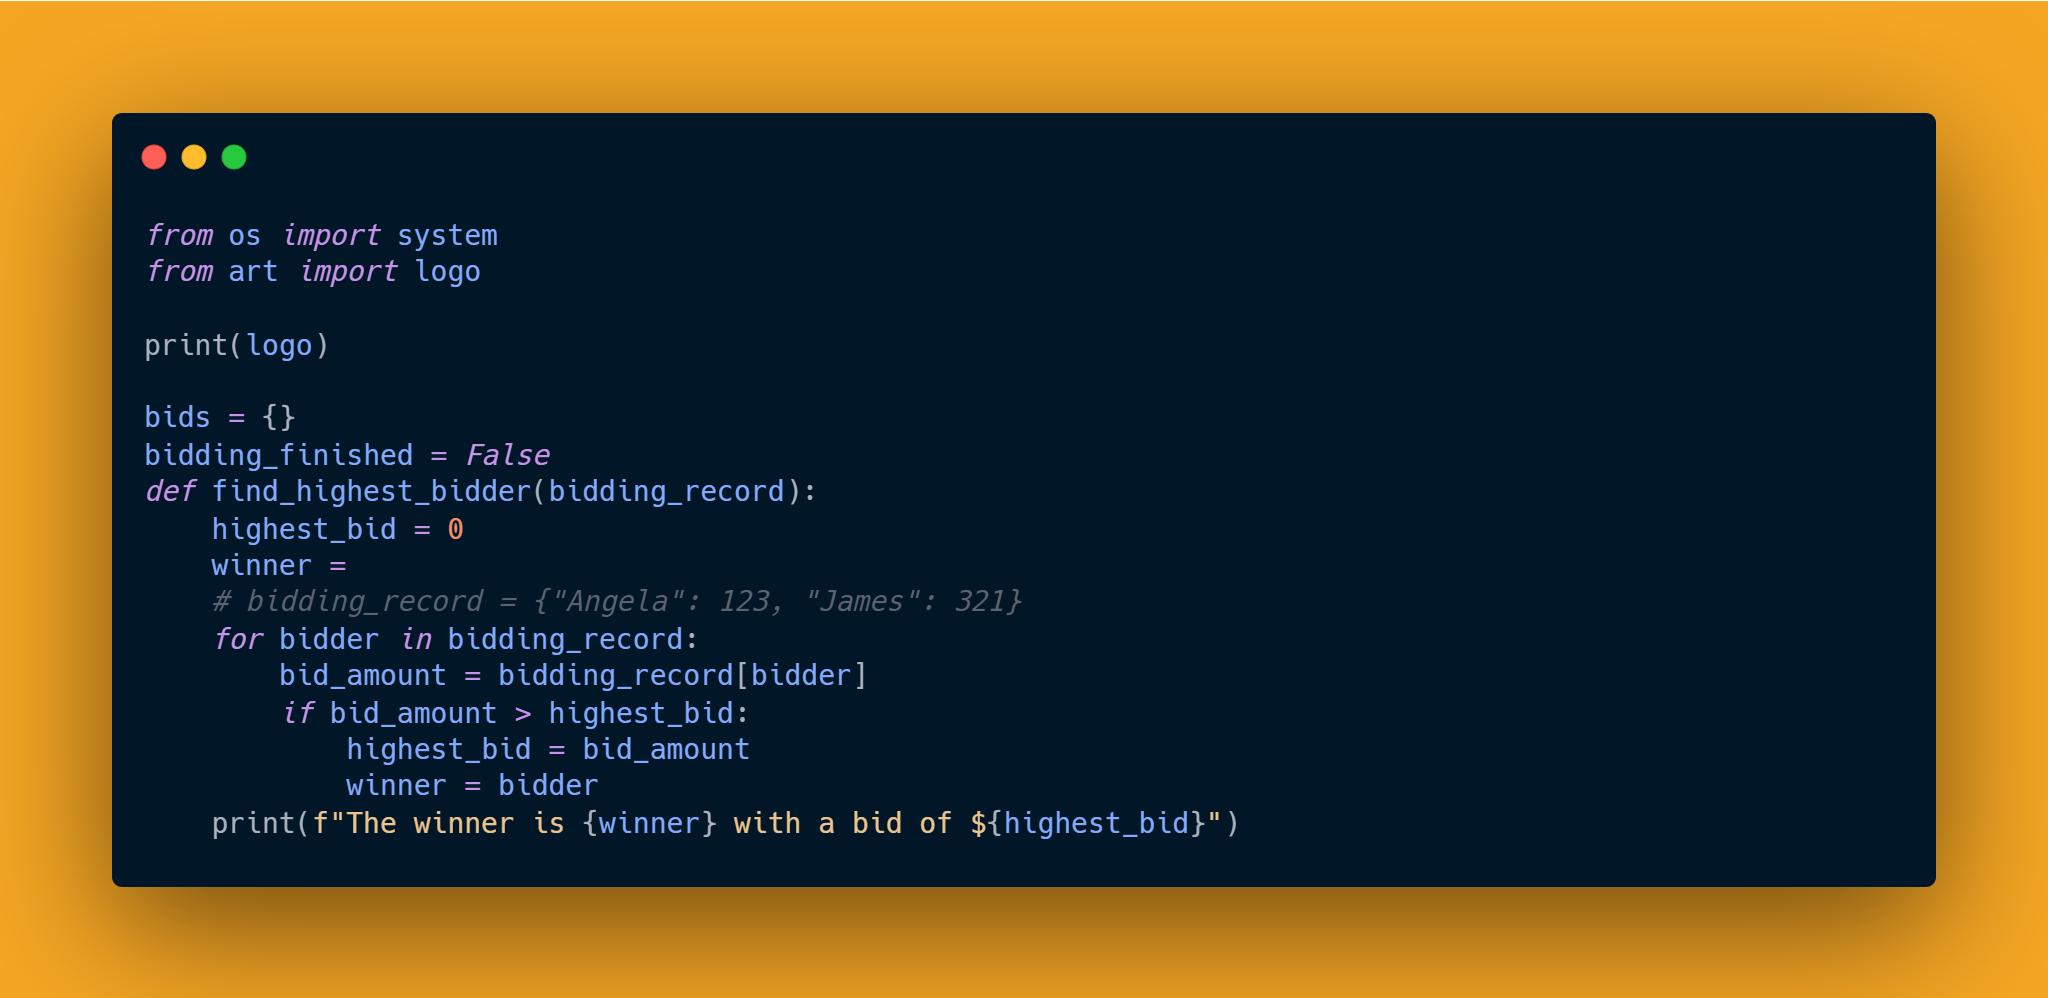 from os import system
from art import logo

print(logo)

bids = {}
bidding_finished = False
def find_highest_bidder(bidding_record):
    highest_bid = 0
    winner =
    # bidding_record = {"Angela": 123, "James": 321}
    for bidder in bidding_record:
        bid_amount = bidding_record[bidder]
        if bid_amount > highest_bid:
            highest_bid = bid_amount
            winner = bidder
    print(f"The winner is {winner} with a bid of ${highest_bid}")